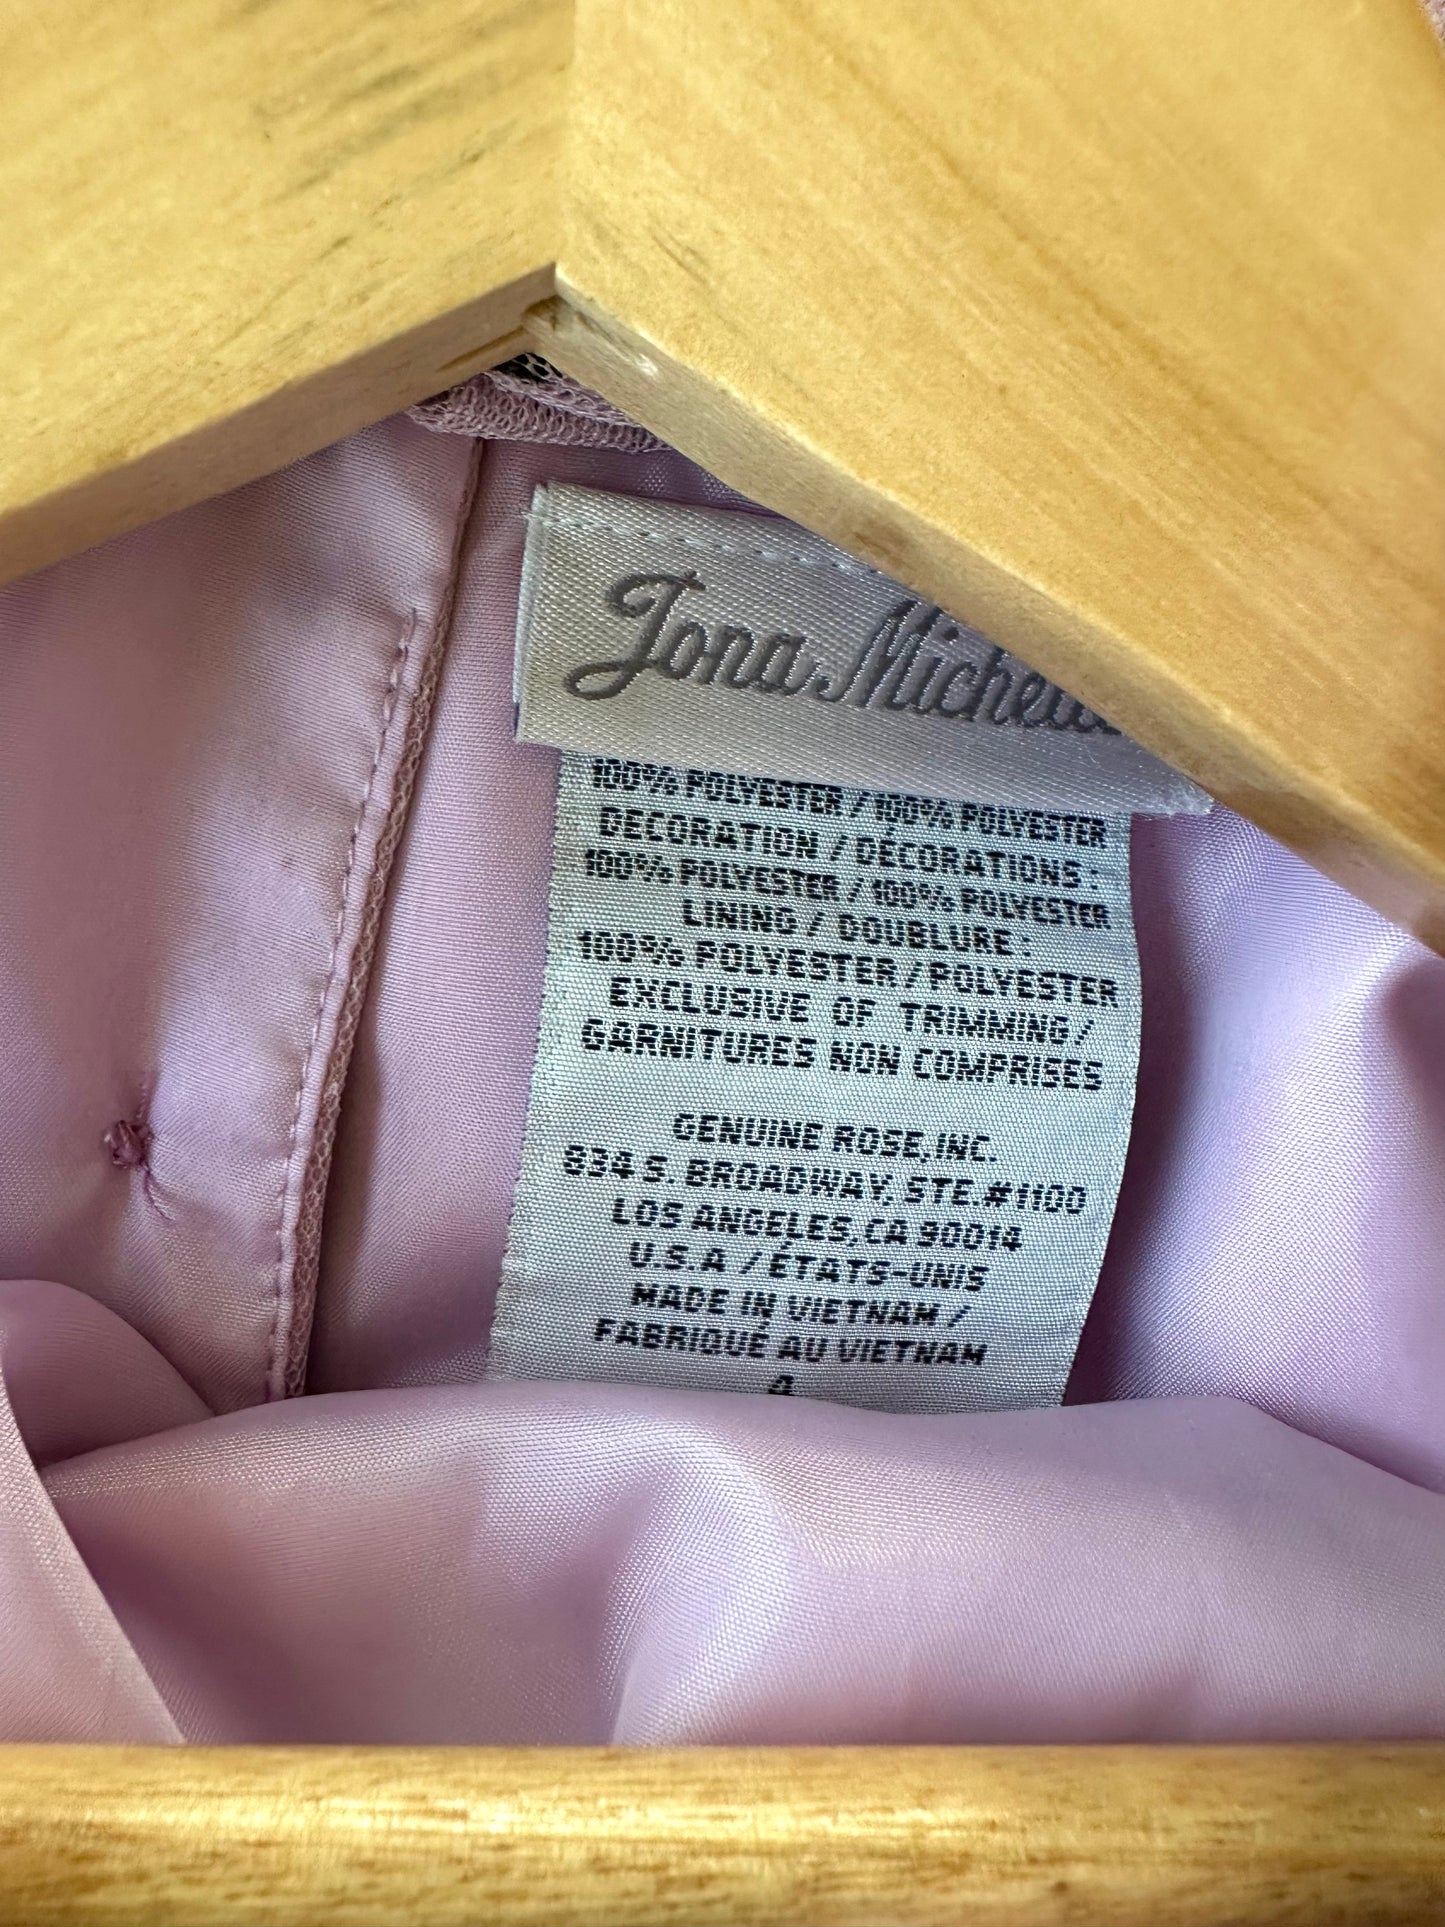 Jona Michelle
100% POLYESTER / 100% POLYESTER
DECORATION / DÉCORATIONS :
100% POLYESTER / 100% POLYESTER
LINING / DOUBLURE :
100% POLYESTER / POLYESTER
EXCLUSIVE OF TRIMMING /
GARNITURES NON COMPRISES
GENUINE ROSE, INC.
834 S. BROADWAY, STE.#1100
LOS ANGELES, CA 90014
U.S.A / ÉTATS-UNIS
MADE IN VIETNAM /
FABRIQUÉ AU VIETNAM
4